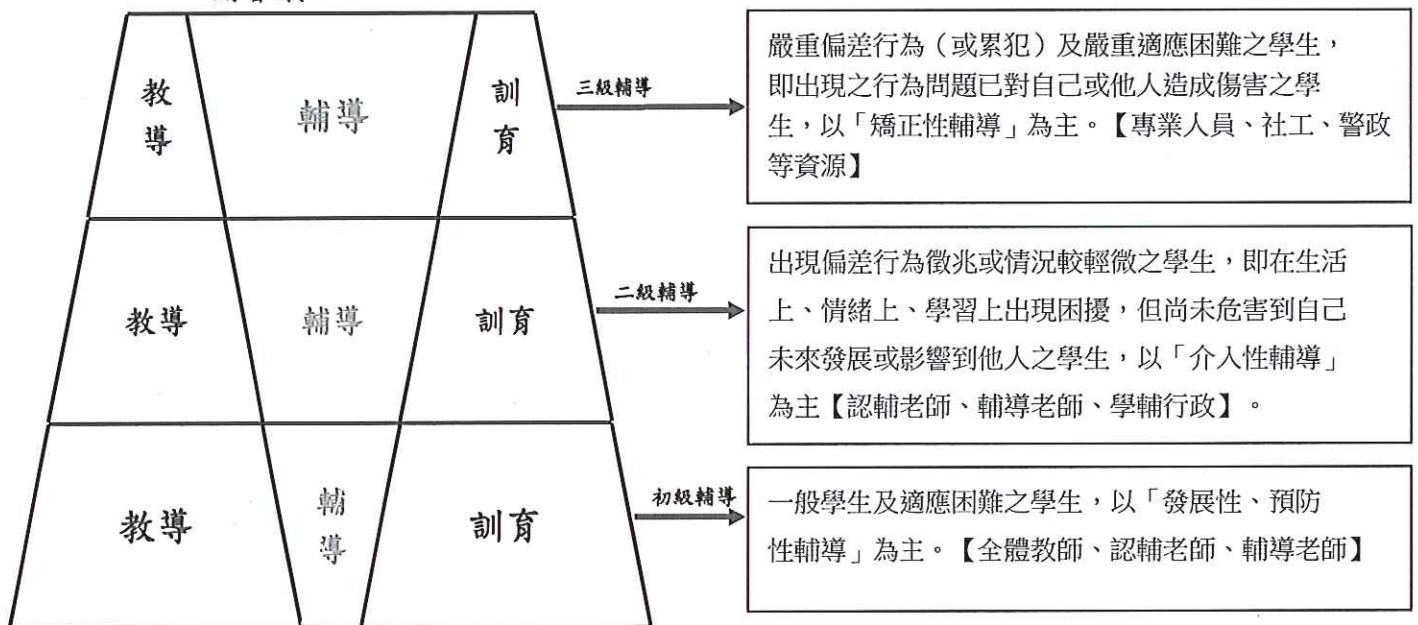 教導
輔導
訓育
三級輔導
嚴重偏差行為（或累犯）及嚴重適應困難之學生，
即出現之行為問題已對自己或他人造成傷害之學
生，以「矯正性輔導」為主。【專業人員、社工、警政
等資源】
教導
輔導
訓育
二級輔導
出現偏差行為徵兆或情況較輕微之學生，即在生活
上、情緒上、學習上出現困擾，但尚未危害到自己
未來發展或影響到他人之學生，以「介入性輔導」
為主【認輔老師、輔導老師、學輔行政】。
教導
輔導
訓育
初級輔導
一般學生及適應困難之學生，以「發展性、預防
性輔導」為主。【全體教師、認輔老師、輔導老師】